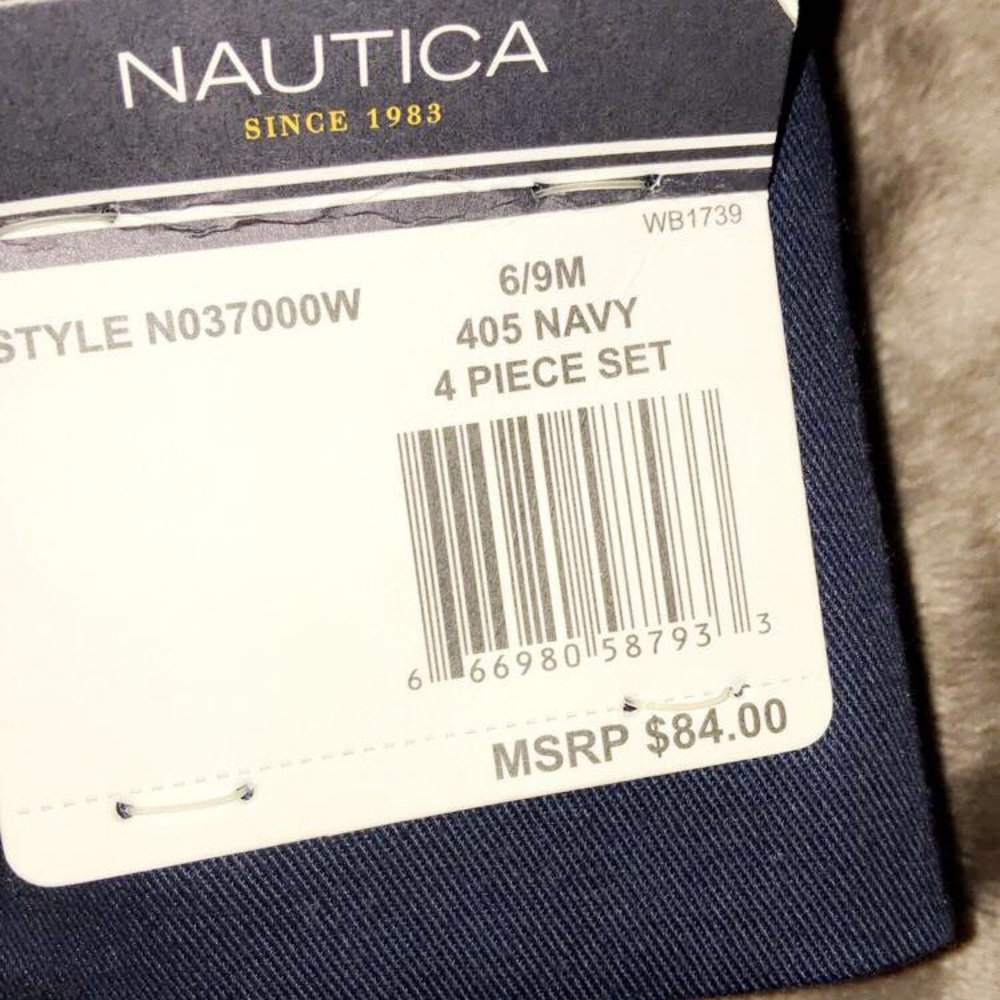 NAUTICA
SINCE 1983
WB1739
STYLE N037000W
6/9M
405 NAVY
4 PIECE SET
6 66980 58793 3
MSRP $84.00